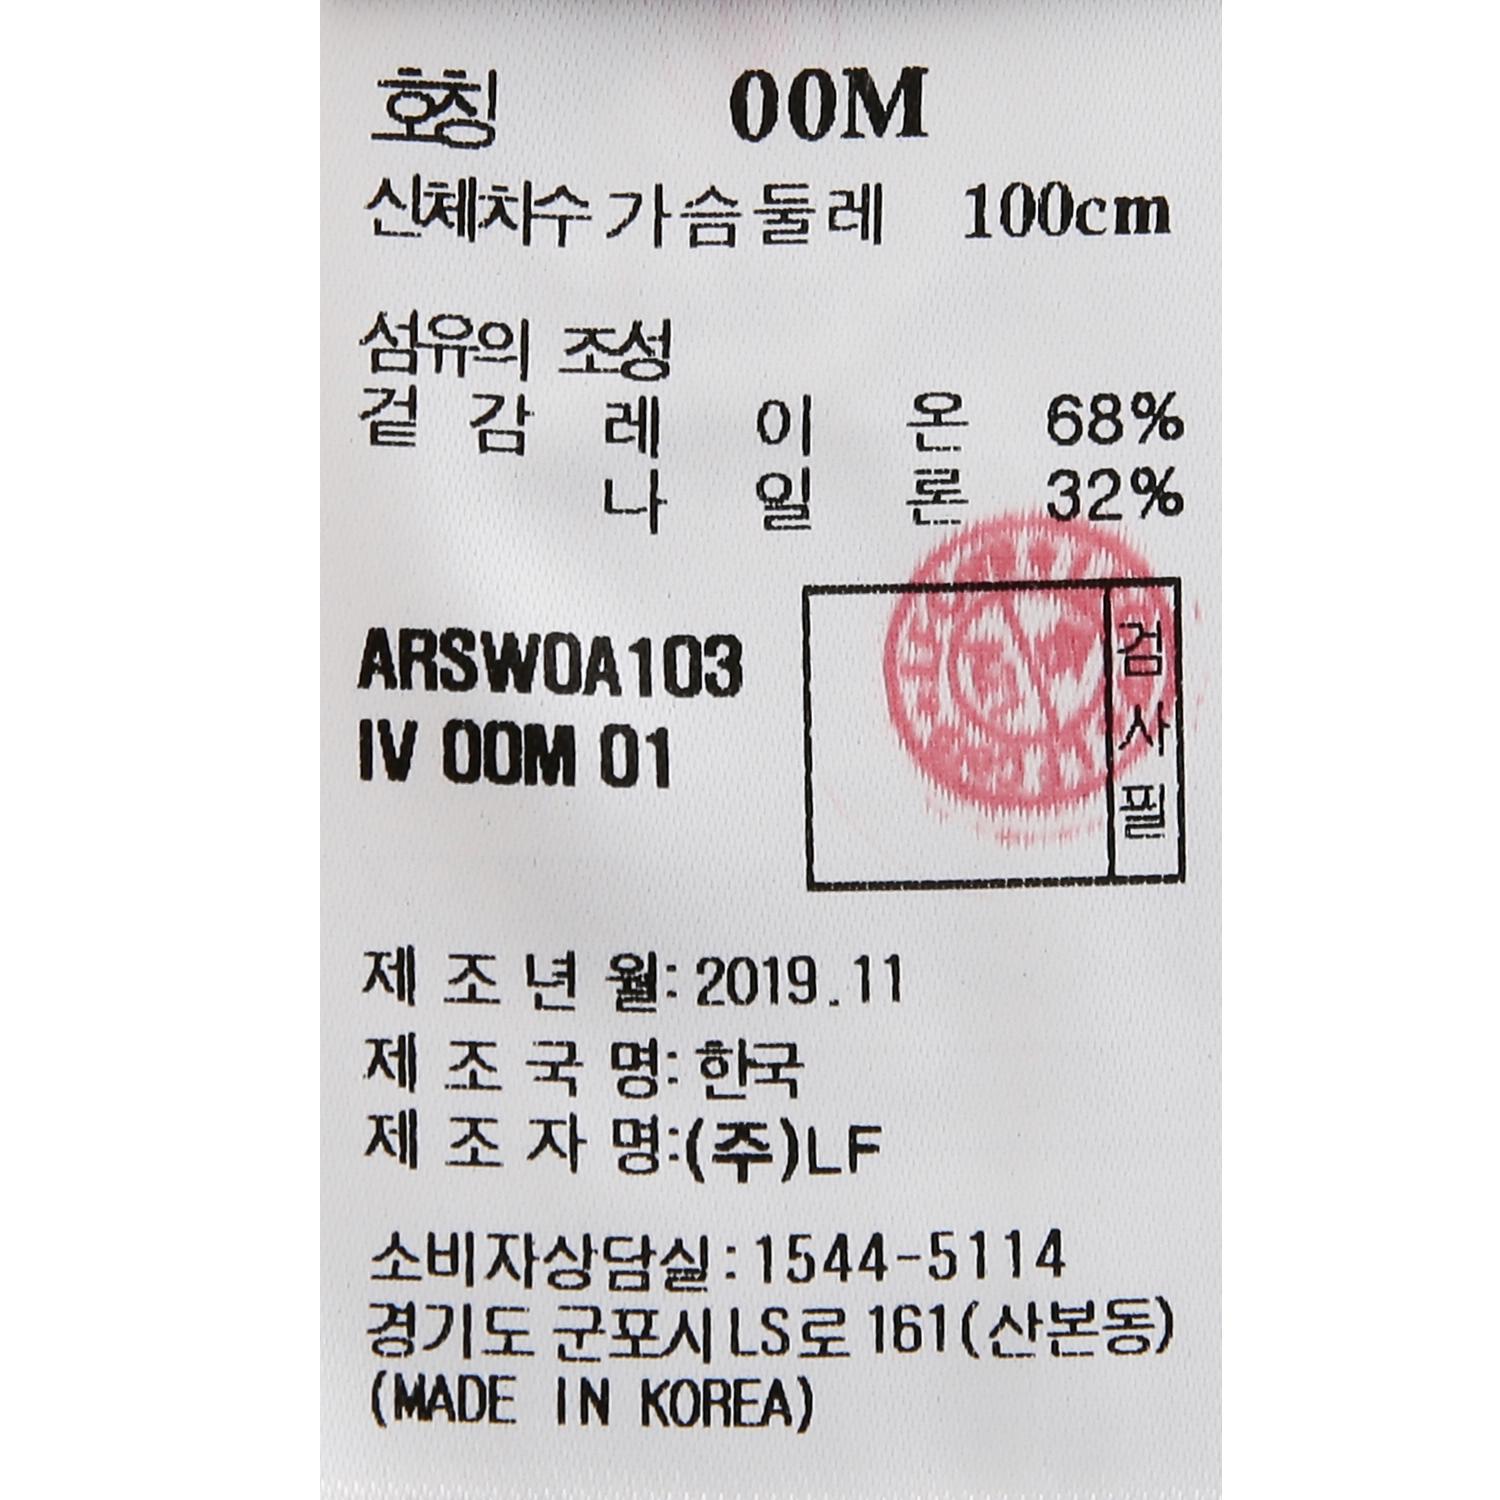 호칭 00M
신체치수 가슴둘레 100cm
섬유의 조성
겉감 레이온 68%
나일론 32%
ARSW0A103
IV 00M 01
검사필
제조년월: 2019.11
제조국명: 한국
제조자명:(주)LF
소비자상담실:1544-5114
경기도 군포시 LS로 161(산본동)
(MADE IN KOREA)